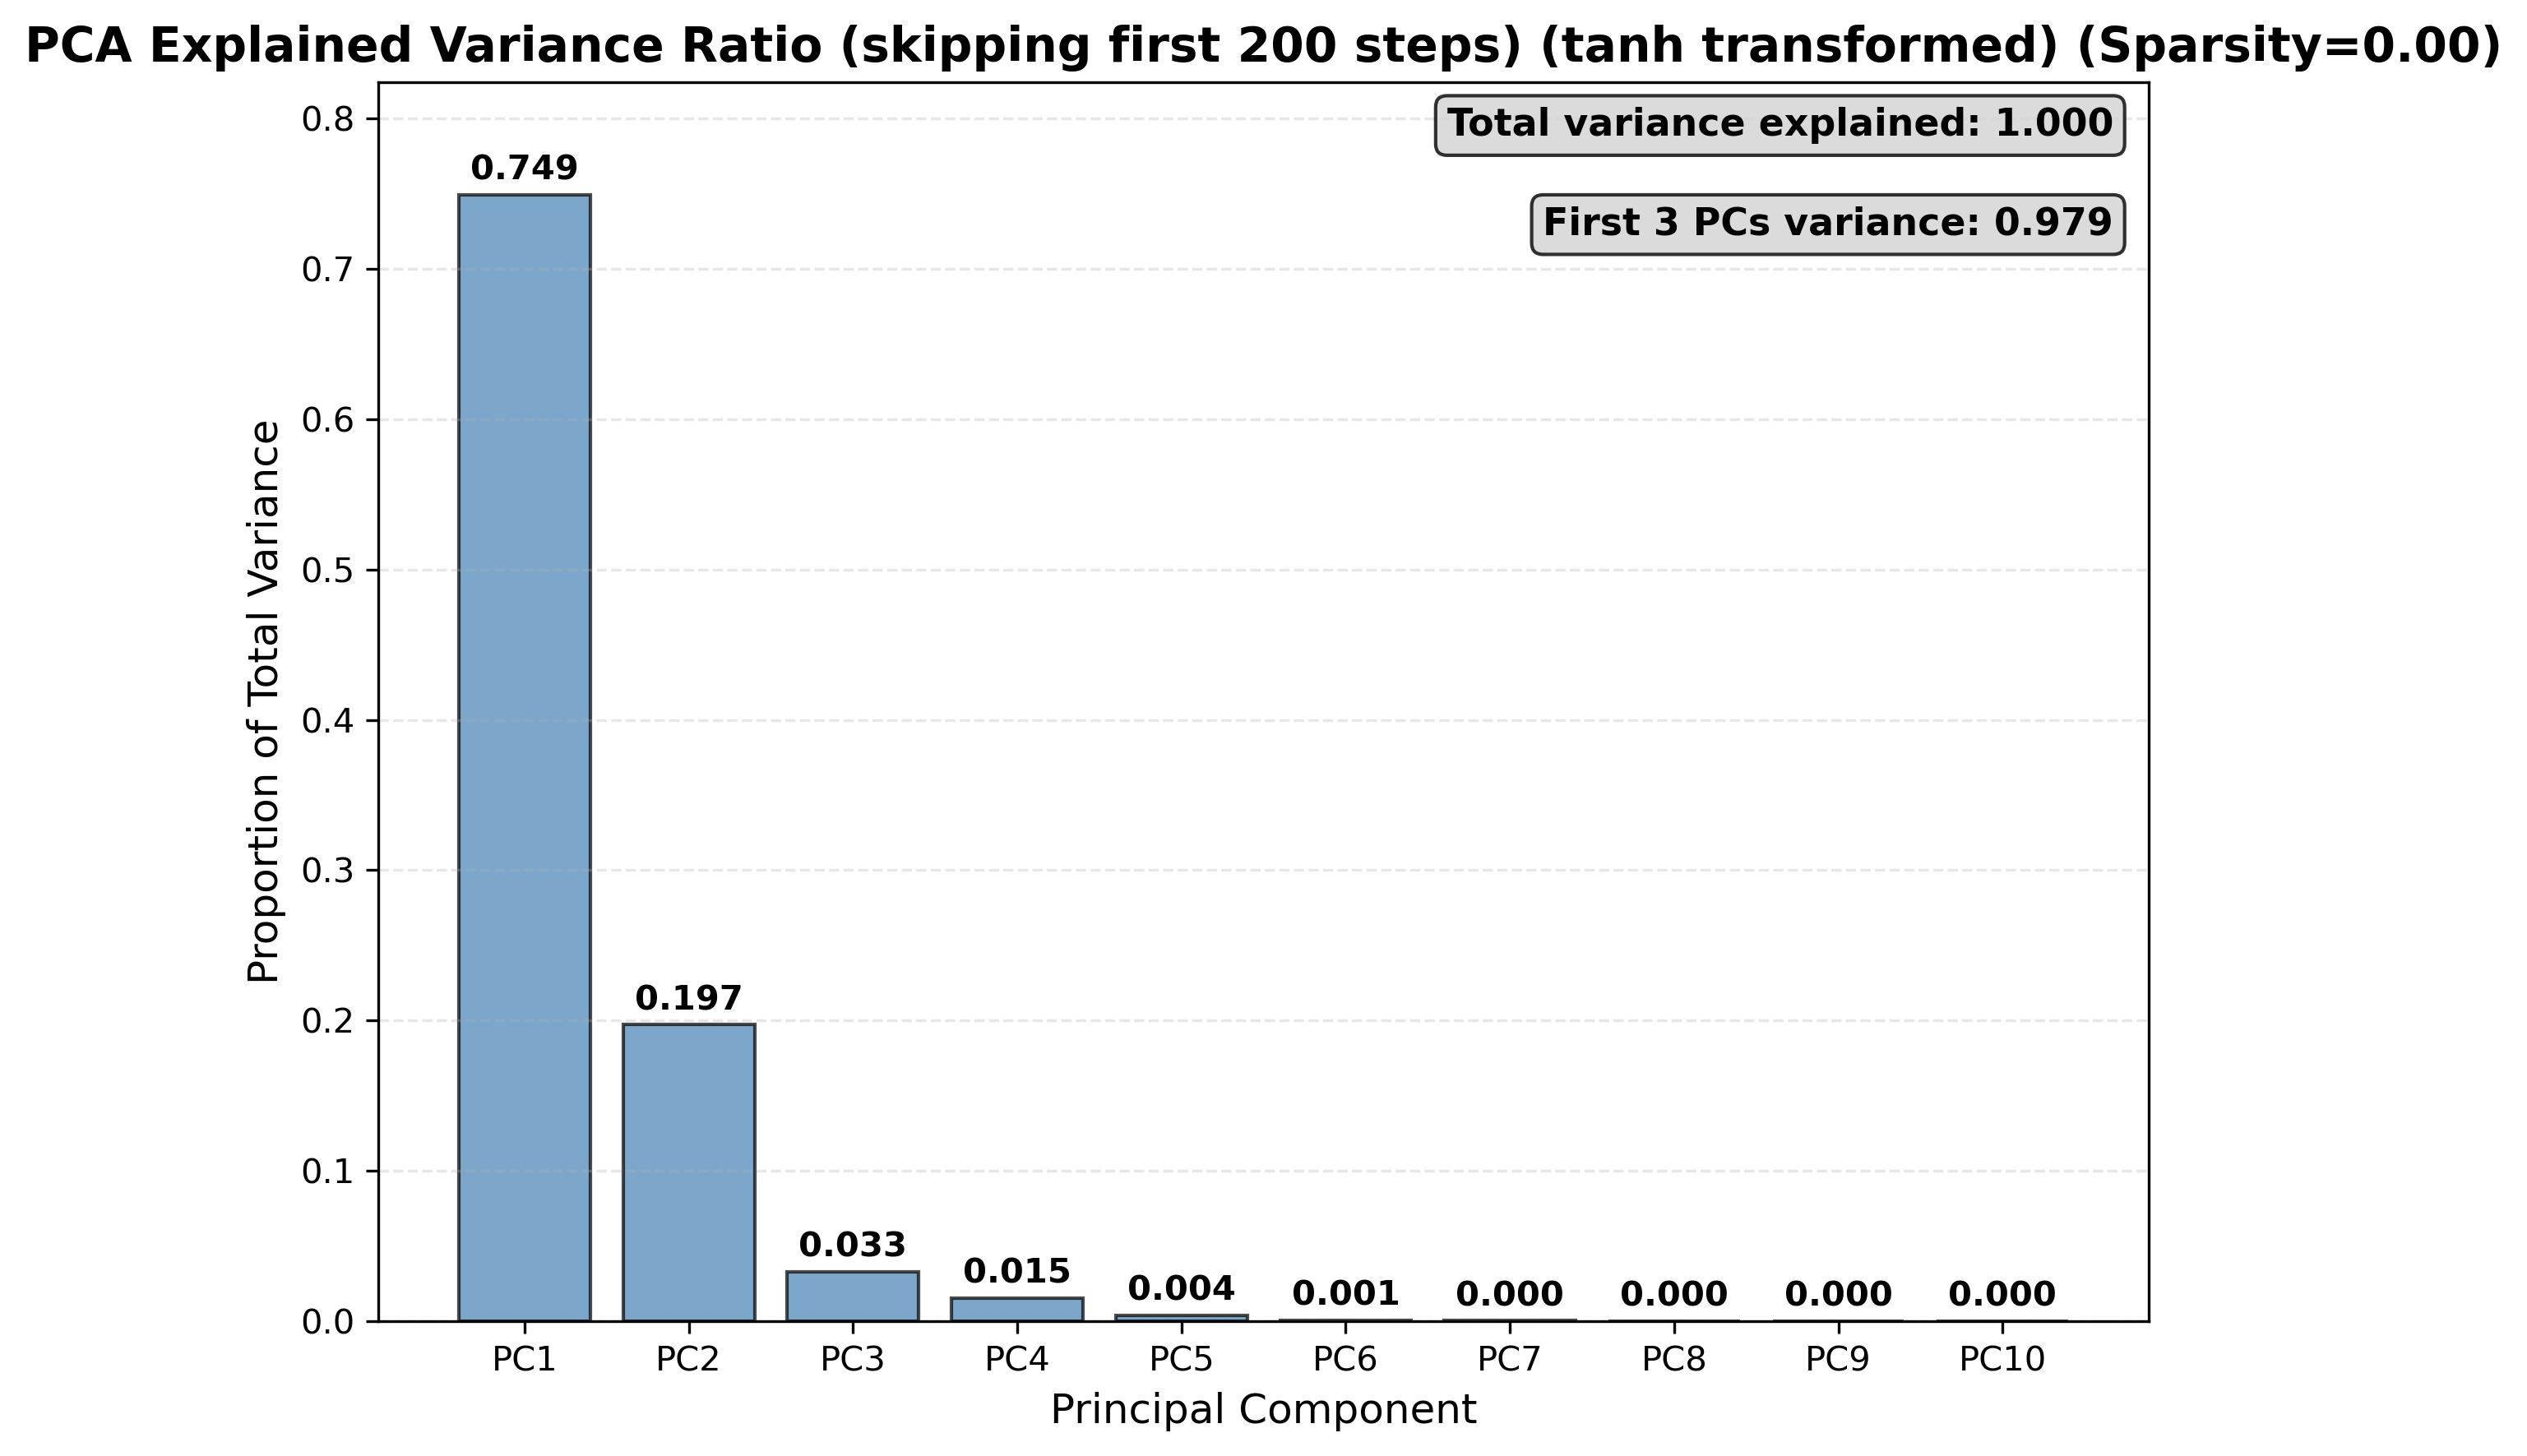 PCA Explained Variance Ratio (skipping first 200 steps) (tanh transformed) (Sparsity=0.00)
Total variance explained: 1.000
First 3 PCs variance: 0.979
Proportion of Total Variance
0.8
0.7
0.6
0.5
0.4
0.3
0.2
0.1
0.0
0.749
0.197
0.033
0.015
0.004
0.001
0.000
0.000
0.000
0.000
PC1
PC2
PC3
PC4
PC5
PC6
PC7
PC8
PC9
PC10
Principal Component